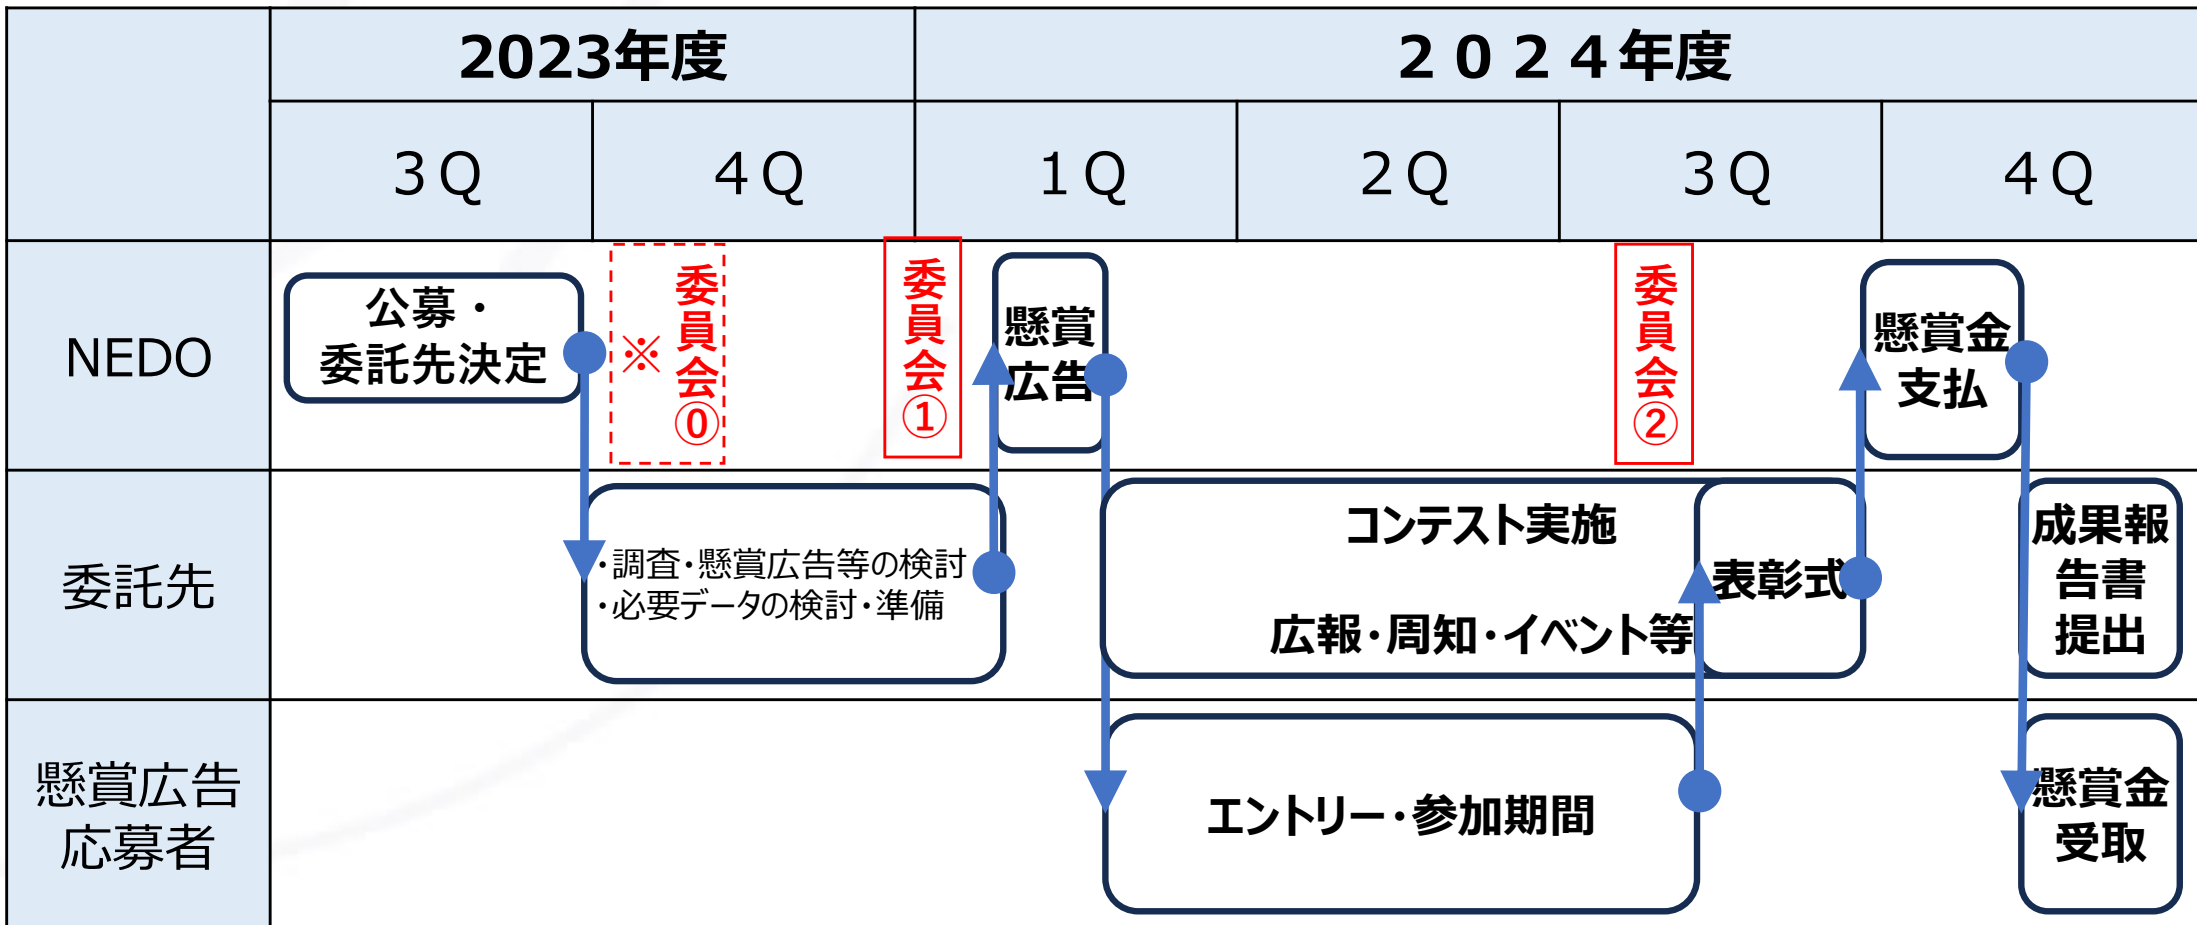 2023年度
２０２４年度
３Ｑ
４Ｑ
１Ｑ
２Ｑ
３Ｑ
４Ｑ
NEDO
公募・
委託先決定
※
委員会⓪
委員会①
懸賞
広告
委員会②
懸賞金
支払
委託先
・調査・懸賞広告等の検討
・必要データの検討・準備
コンテスト実施
広報・周知・イベント等
表彰式
成果報
告書
提出
懸賞広告
応募者
エントリー・参加期間
懸賞金
受取